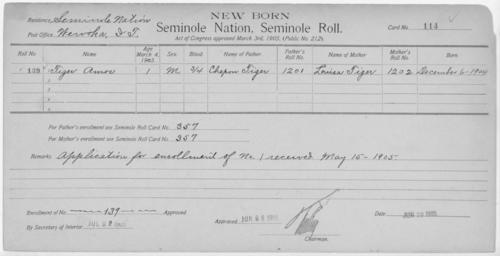 NEW BORN
Residence, Seminole Nation
Seminole Nation, Seminole Roll.
Card No. 114
Post Office, Wewoka, I.T.
Act of Congress approved March 3rd, 1905, (Public No. 212).
Roll No. Name Age March 4, 1905. Sex. Blood Name of Father Father's Roll No. Name of Mother Mother's Roll No. Born
139 Tiger Amos 1 M 3/4 Tiger 1201 Louisa Tiger 1202 December 6-1904
2
3
4
For Father's enrollment see Seminole Roll Card No. 357
For Mother's enrollment see Seminole Roll Card No. 357
Remarks: Application for enrollment of No. 1 received May 15-1905
Enrollment of No. 139 Approved
by Secretary of Interior
Approved
Date
Chairman.